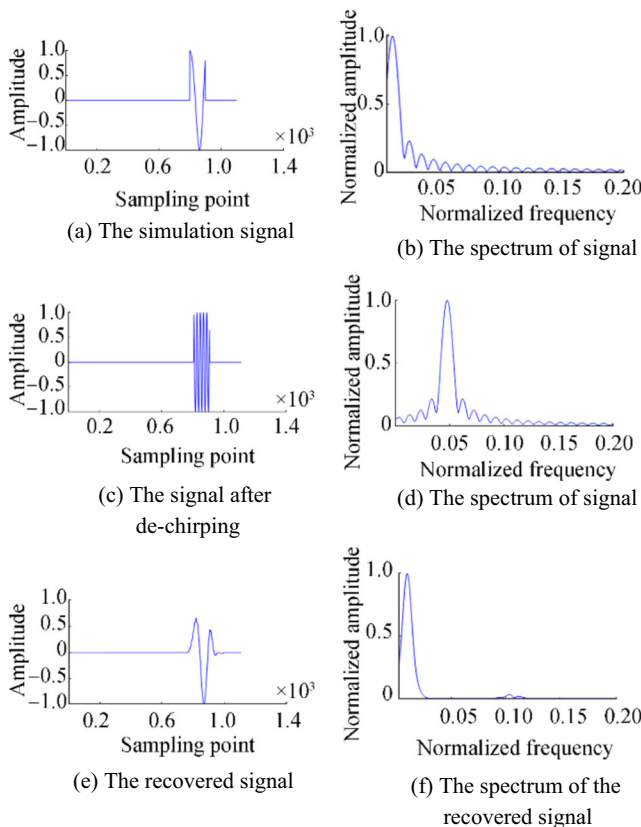 Amplitude
1.0
0.5
0
−0.5
−1.0
×10³
0.2 0.6 1.0 1.4
Sampling point
(a) The simulation signal
Normalized amplitude
1.0
0.5
0
0.05 0.10 0.15 0.20
Normalized frequency
(b) The spectrum of signal
Amplitude
1.0
0.5
0
−0.5
−1.0
×10³
0.2 0.6 1.0 1.4
Sampling point
(c) The signal after
de-chirping
Normalized amplitude
1.0
0.5
0
0.05 0.10 0.15 0.20
Normalized frequency
(d) The spectrum of signal
Amplitude
1.0
0.5
0
−0.5
−1.0
×10³
0.2 0.6 1.0 1.4
Sampling point
(e) The recovered signal
Normalized amplitude
1.0
0.5
0
0.05 0.10 0.15 0.20
Normalized frequency
(f) The spectrum of the
recovered signal